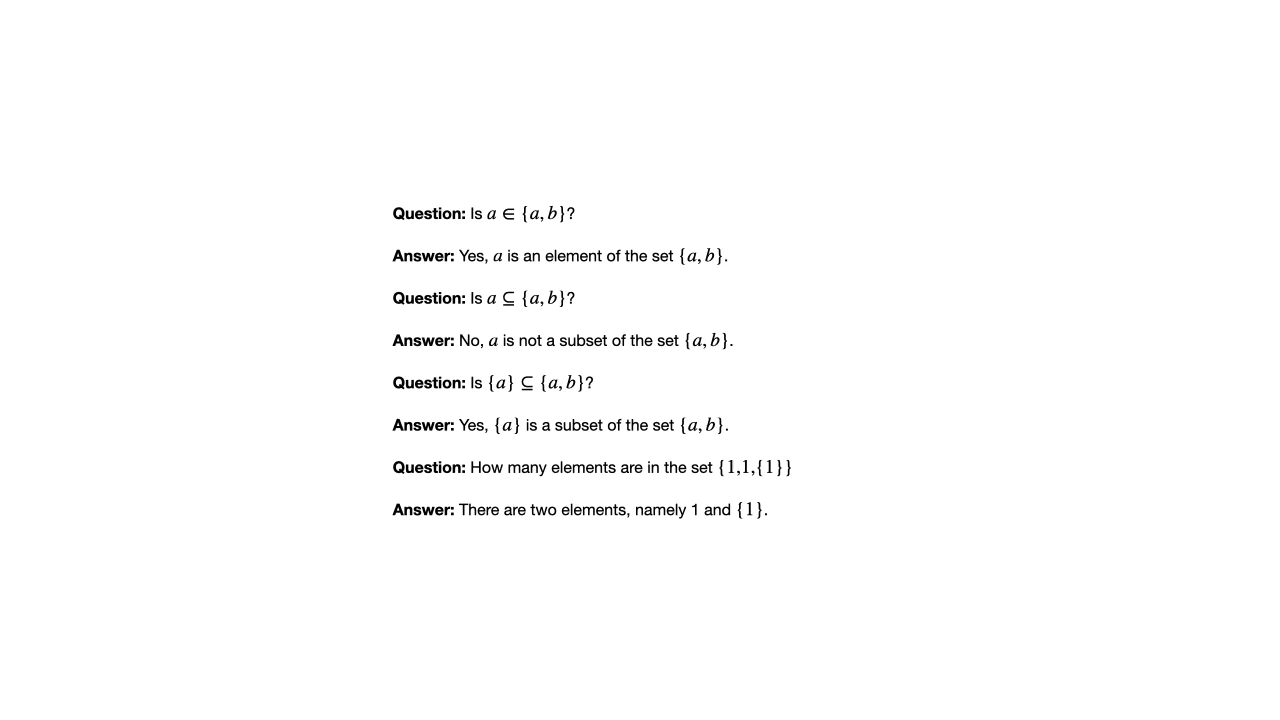 Question: Is a ∈ {a, b}?
Answer: Yes, a is an element of the set {a, b}.
Question: Is a ⊆ {a, b}?
Answer: No, a is not a subset of the set {a, b}.
Question: Is {a} ⊆ {a, b}?
Answer: Yes, {a} is a subset of the set {a, b}.
Question: How many elements are in the set {1,1,{1}}
Answer: There are two elements, namely 1 and {1}.